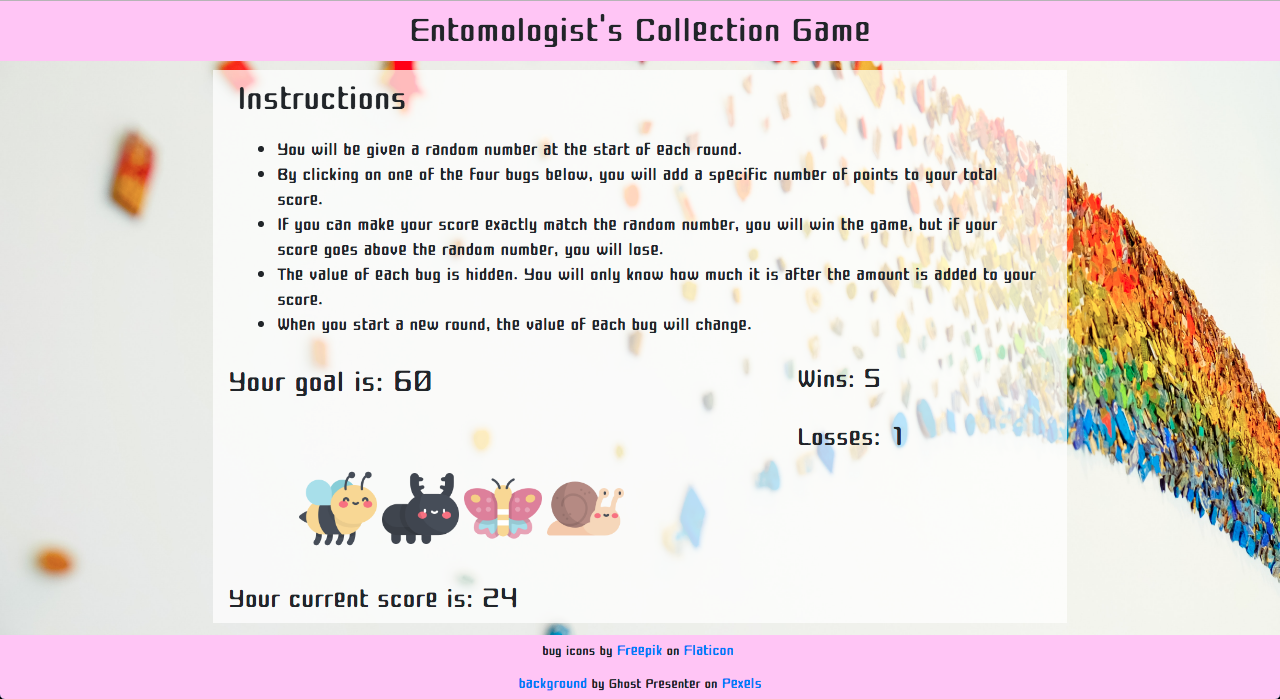 Entomologist's Collection Game
Instructions
You will be given a random number at the start of each round.
By clicking on one of the four bugs below, you will add a specific number of points to your total
score.
If you can make your score exactly match the random number, you will win the game, but if your
score goes above the random number, you will lose.
The value of each bug is hidden. You will only know how much it is after the amount is added to your
score.
When you start a new round, the value of each bug will change.
Your goal is: 60
Wins: 5
Losses: 1
Your current score is: 24
bug icons by Freepik on Flaticon
background by Ghost Presenter on Pexels